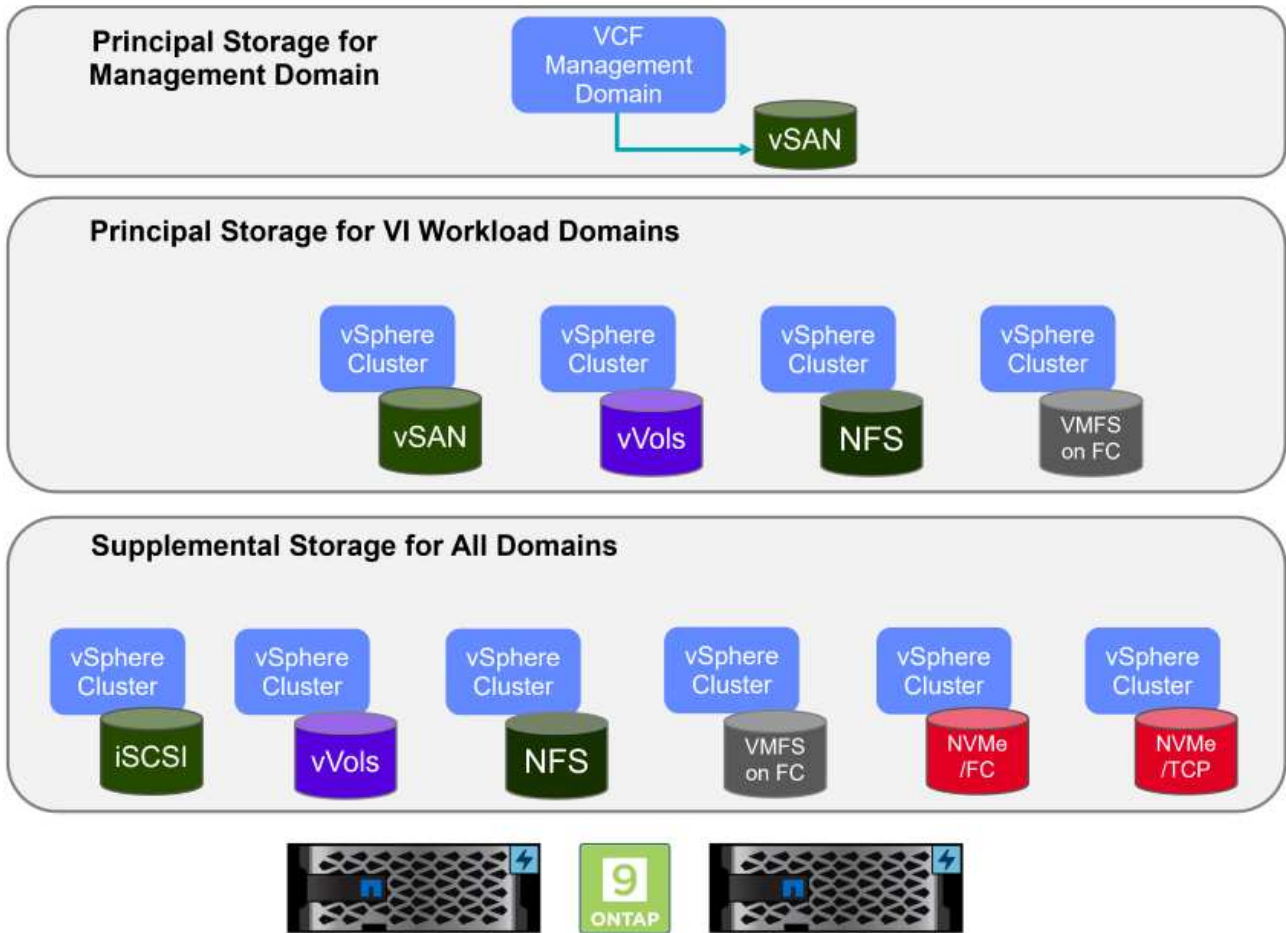 Principal Storage for
Management Domain
VCF
Management
Domain
vSAN
Principal Storage for VI Workload Domains
vSphere
Cluster
vSAN
vSphere
Cluster
vVols
vSphere
Cluster
NFS
vSphere
Cluster
VMFS
on FC
Supplemental Storage for All Domains
vSphere
Cluster
iSCSI
vSphere
Cluster
vVols
vSphere
Cluster
NFS
vSphere
Cluster
VMFS
on FC
vSphere
Cluster
NVMe
/FC
vSphere
Cluster
NVMe
/TCP
9
ONTAP